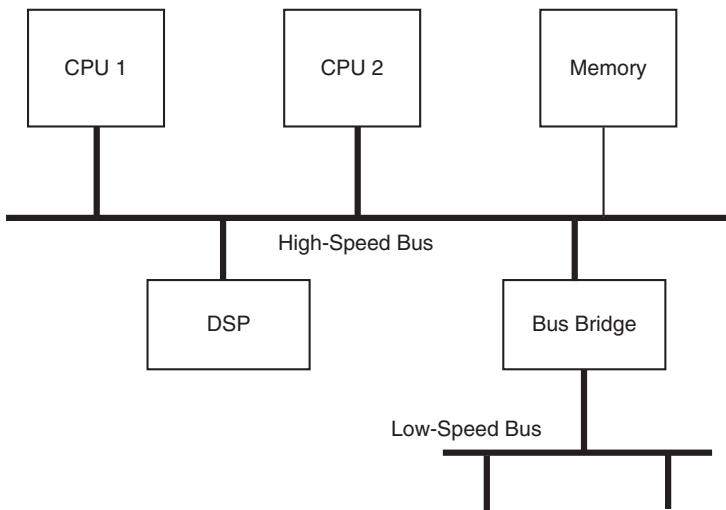 CPU 1
CPU 2
Memory
High-Speed Bus
DSP
Bus Bridge
Low-Speed Bus